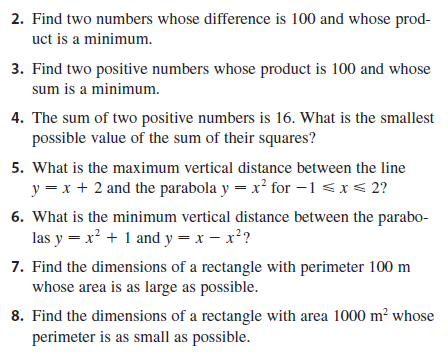 2. Find two numbers whose difference is 100 and whose prod-
uct is a minimum.
3. Find two positive numbers whose product is 100 and whose
sum is a minimum.
4. The sum of two positive numbers is 16. What is the smallest
possible value of the sum of their squares?
5. What is the maximum vertical distance between the line
y = x + 2 and the parabola y = x² for −1 ≤ x ≤ 2?
6. What is the minimum vertical distance between the parabo-
las y = x² + 1 and y = x − x²?
7. Find the dimensions of a rectangle with perimeter 100 m
whose area is as large as possible.
8. Find the dimensions of a rectangle with area 1000 m² whose
perimeter is as small as possible.